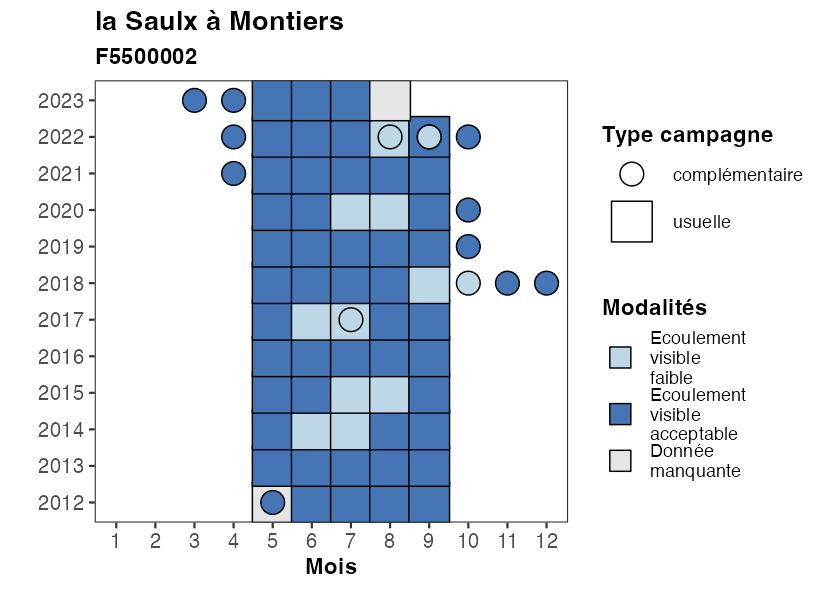 la Saulx à Montiers
F5500002
2023
2022
2021
2020
2019
2018
2017
2016
2015
2014
2013
2012
1 2 3 4 5 6 7 8 9 10 11 12
Mois
Type campagne
complémentaire
usuelle
Modalités
Ecoulement
visible
faible
Ecoulement
visible
acceptable
Donnée
manquante